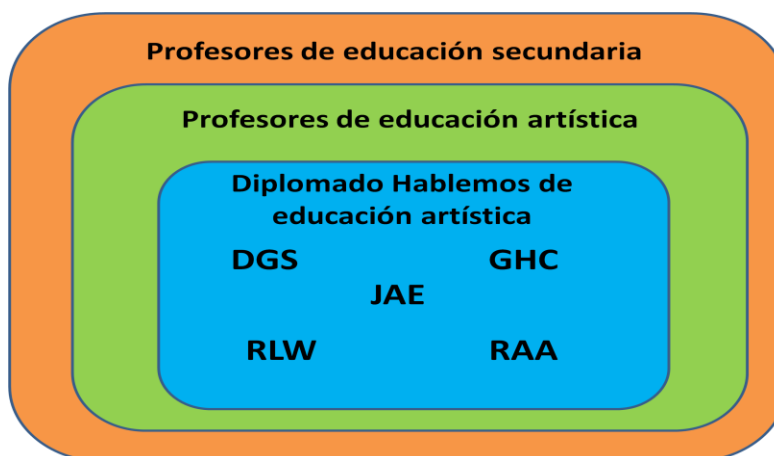 Profesores de educación secundaria
Profesores de educación artística
Diplomado Hablemos de
educación artística
DGS GHC
JAE
RLW RAA